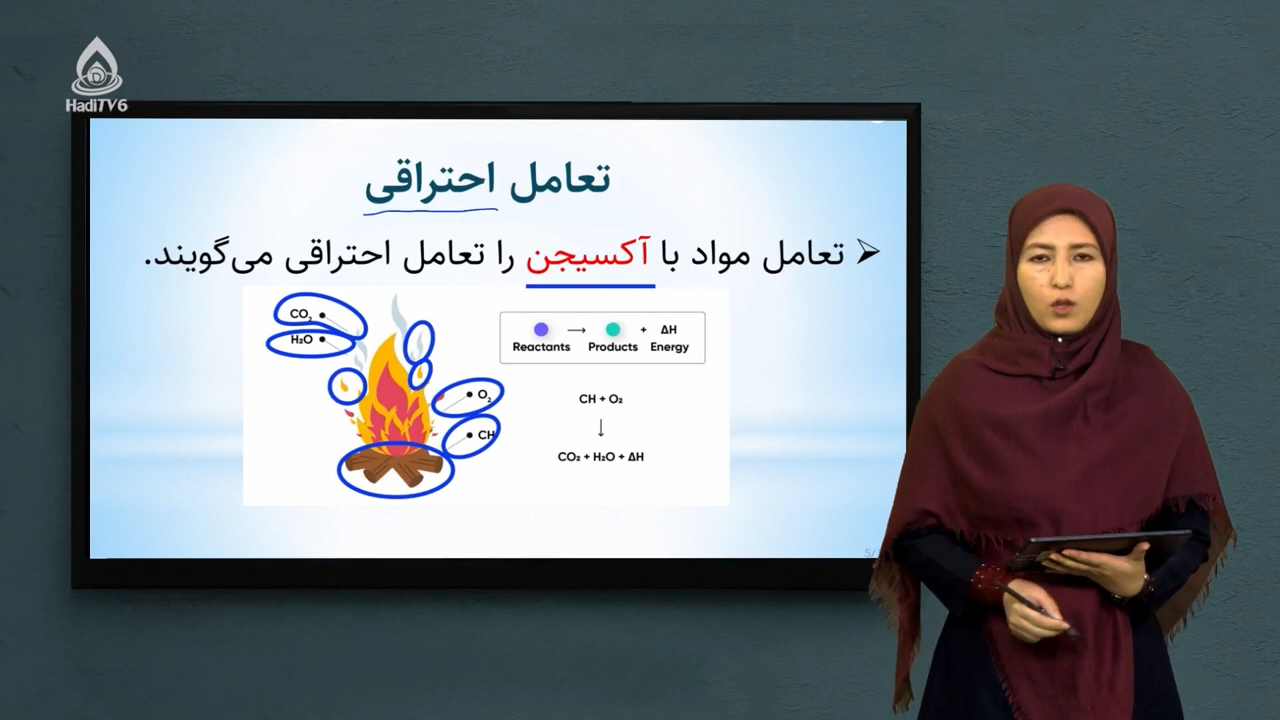 HadiTV6
تعامل احتراقی
تعامل مواد با آکسیجن را تعامل احتراقی می‌گویند.
CO₂
H₂O
O₂
CH
→ + ΔH
Reactants Products Energy
CH + O₂
↓
CO₂ + H₂O + ΔH